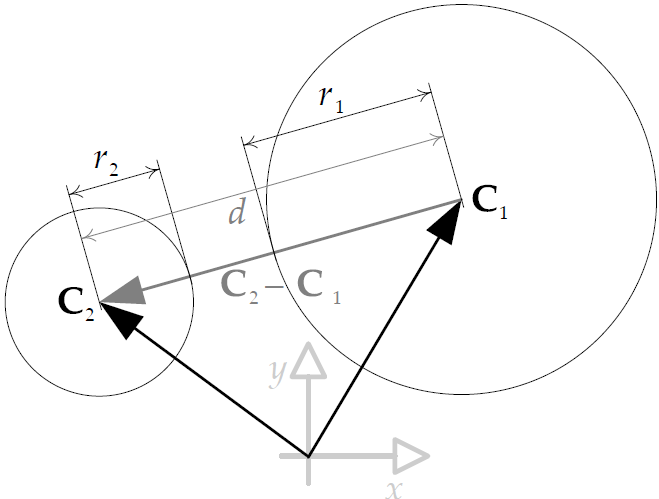 r₁
r₂
C₁
d
C₂ − C₁
C₂
y
x